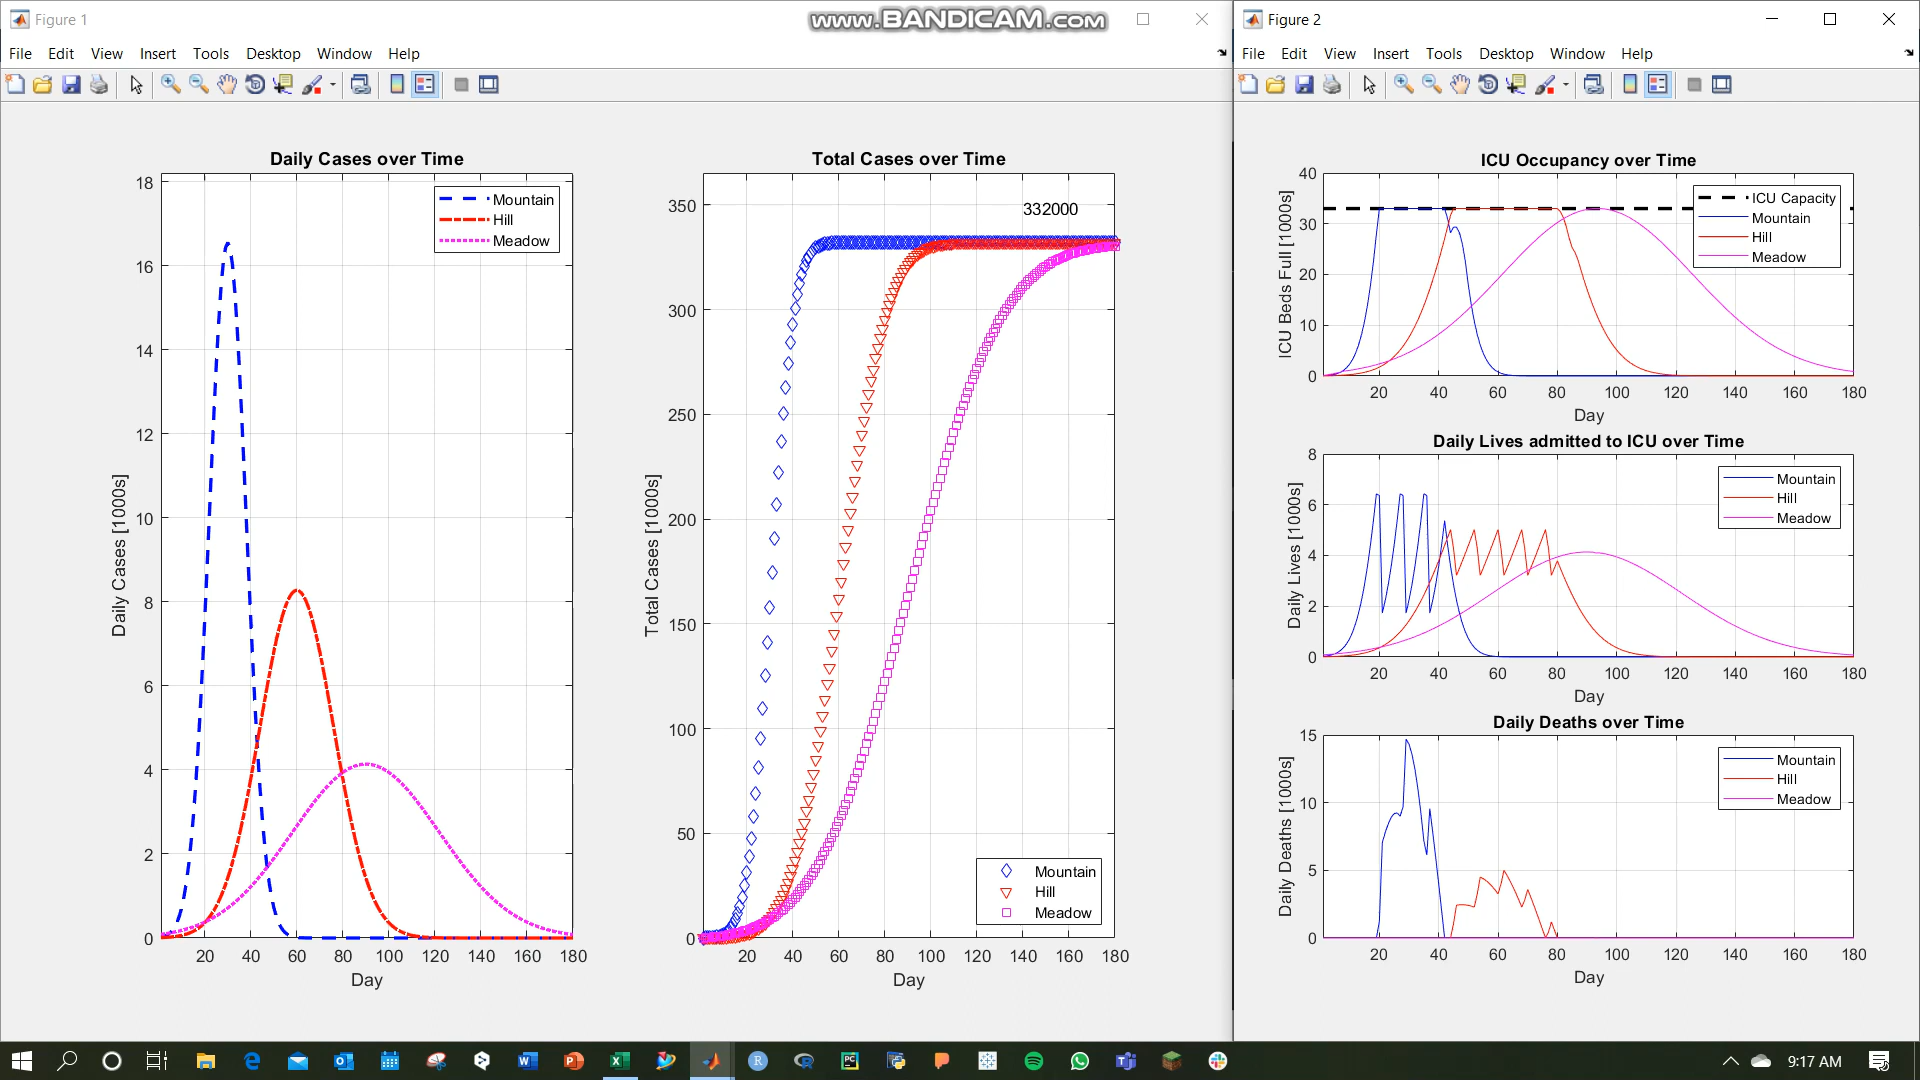 Figure 1
www.BANDICAM.com
File Edit View Insert Tools Desktop Window Help
Daily Cases over Time
18
16
14
12
10
8
6
4
2
0
Daily Cases [1000s]
Mountain
Hill
Meadow
20 40 60 80 100 120 140 160 180
Day
Total Cases over Time
332000
350
300
250
200
150
100
50
0
Total Cases [1000s]
Mountain
Hill
Meadow
20 40 60 80 100 120 140 160 180
Day
Figure 2
File Edit View Insert Tools Desktop Window Help
ICU Occupancy over Time
40
30
20
10
0
ICU Beds Full [1000s]
ICU Capacity
Mountain
Hill
Meadow
20 40 60 80 100 120 140 160 180
Day
Daily Lives admitted to ICU over Time
8
6
4
2
0
Daily Lives [1000s]
Mountain
Hill
Meadow
20 40 60 80 100 120 140 160 180
Day
Daily Deaths over Time
15
10
5
0
Daily Deaths [1000s]
Mountain
Hill
Meadow
20 40 60 80 100 120 140 160 180
Day
9:17 AM